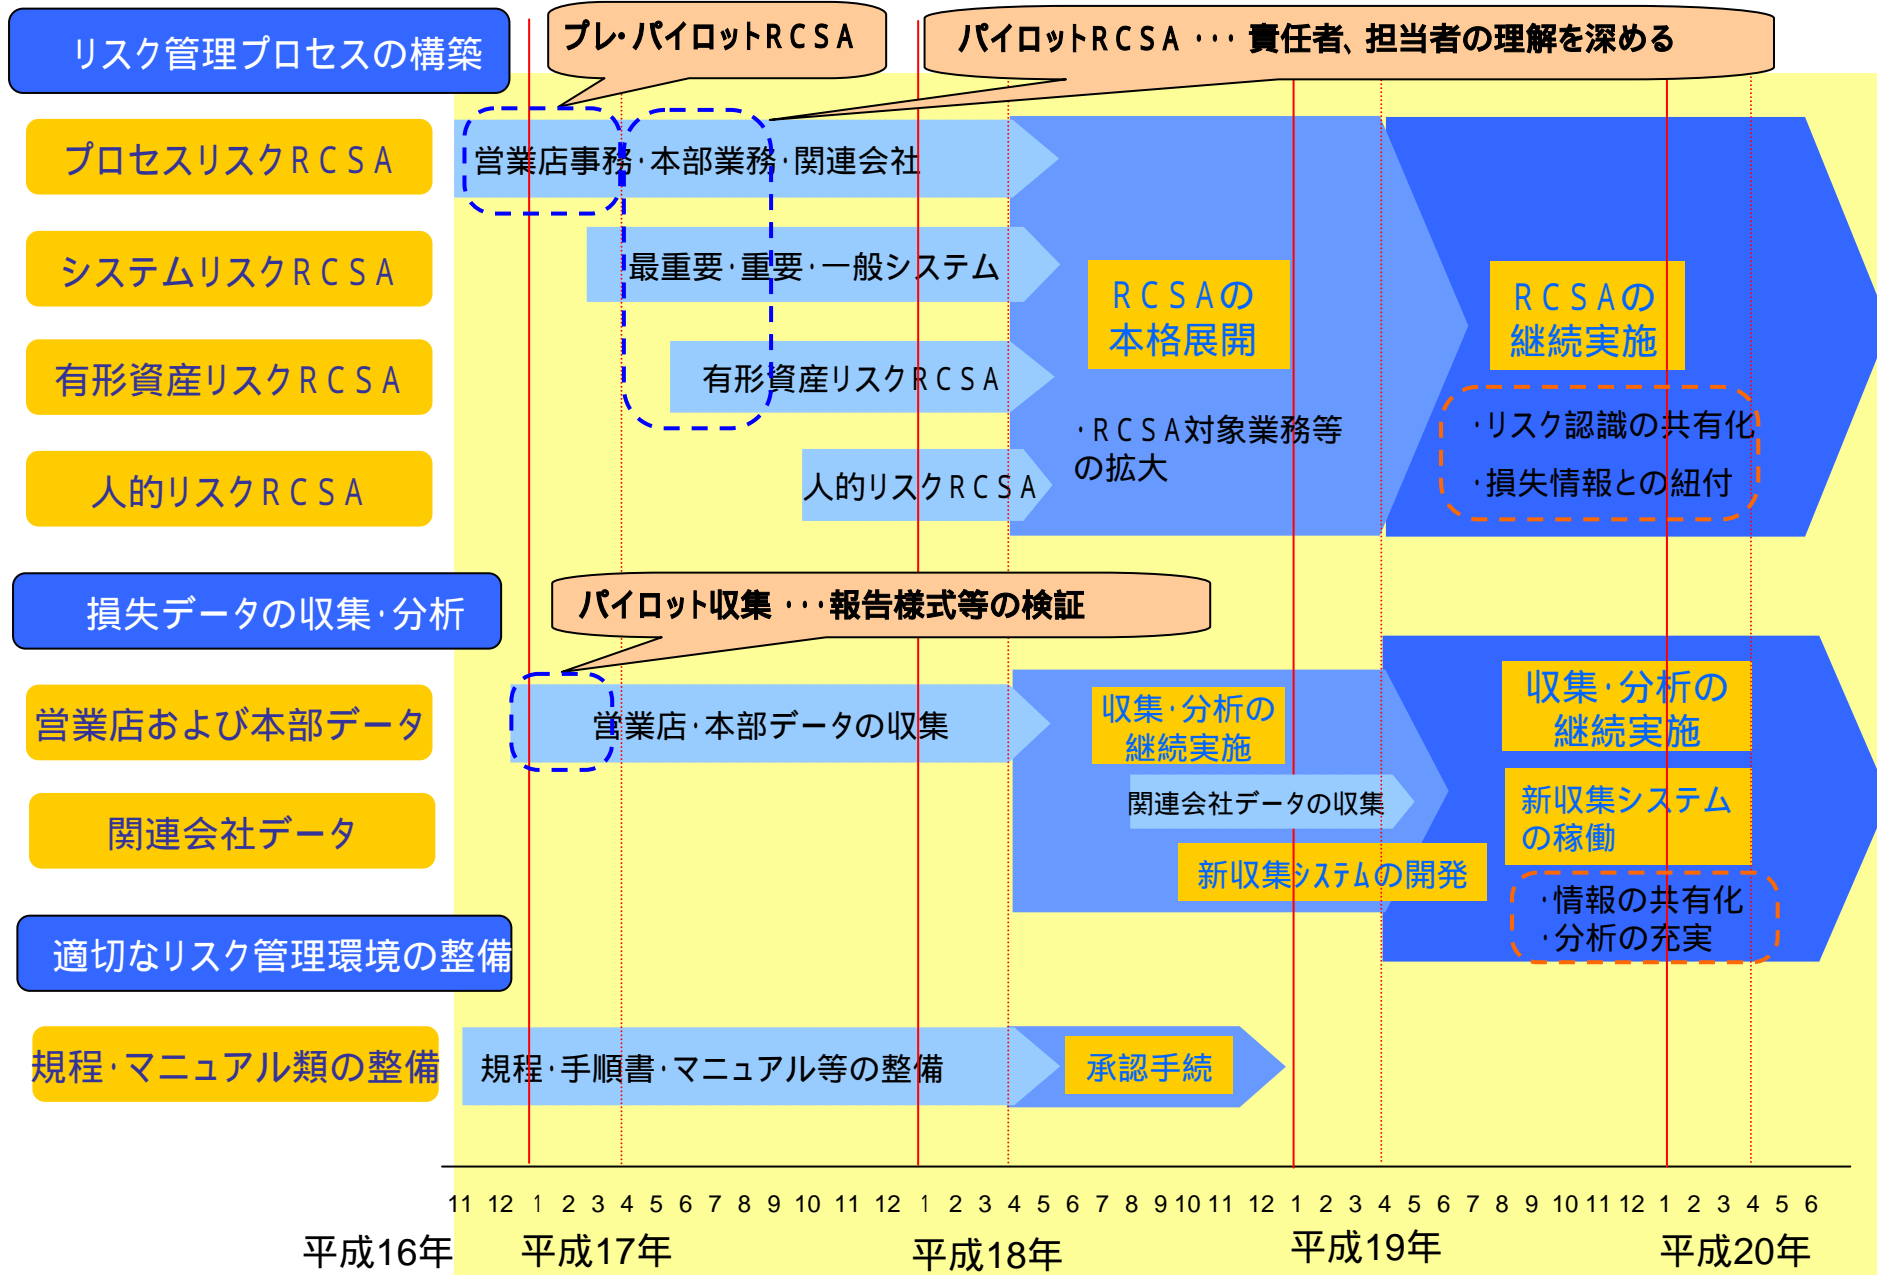 リスク管理プロセスの構築
プレ・パイロットRCSA
パイロットRCSA ･･･ 責任者、担当者の理解を深める
プロセスリスクRCSA
営業店事務・本部業務・関連会社
システムリスクRCSA
最重要・重要・一般システム
有形資産リスクRCSA
有形資産リスクRCSA
人的リスクRCSA
人的リスクRCSA
RCSAの
本格展開
・RCSA対象業務等
の拡大
RCSAの
継続実施
・リスク認識の共有化
・損失情報との紐付
損失データの収集・分析
パイロット収集 ･･･報告様式等の検証
営業店および本部データ
営業店・本部データの収集
収集・分析の
継続実施
収集・分析の
継続実施
関連会社データ
関連会社データの収集
新収集ｼｽﾃﾑの開発
新収集システム
の稼働
・情報の共有化
・分析の充実
適切なリスク管理環境の整備
規程・マニュアル類の整備
規程・手順書・マニュアル等の整備
承認手続
11 12 1 2 3 4 5 6 7 8 9 10 11 12 1 2 3 4 5 6 7 8 9 10 11 12 1 2 3 4 5 6 7 8 9 10 11 12 1 2 3 4 5 6
平成16年 平成17年 平成18年 平成19年 平成20年